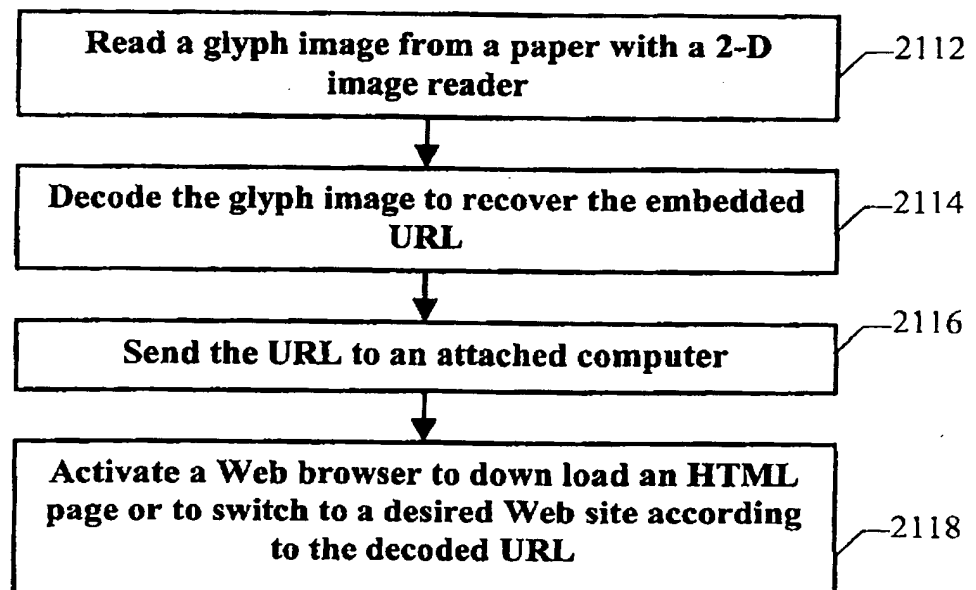 Read a glyph image from a paper with a 2-D
image reader
2112
Decode the glyph image to recover the embedded
URL
2114
Send the URL to an attached computer
2116
Activate a Web browser to down load an HTML
page or to switch to a desired Web site according
to the decoded URL
2118